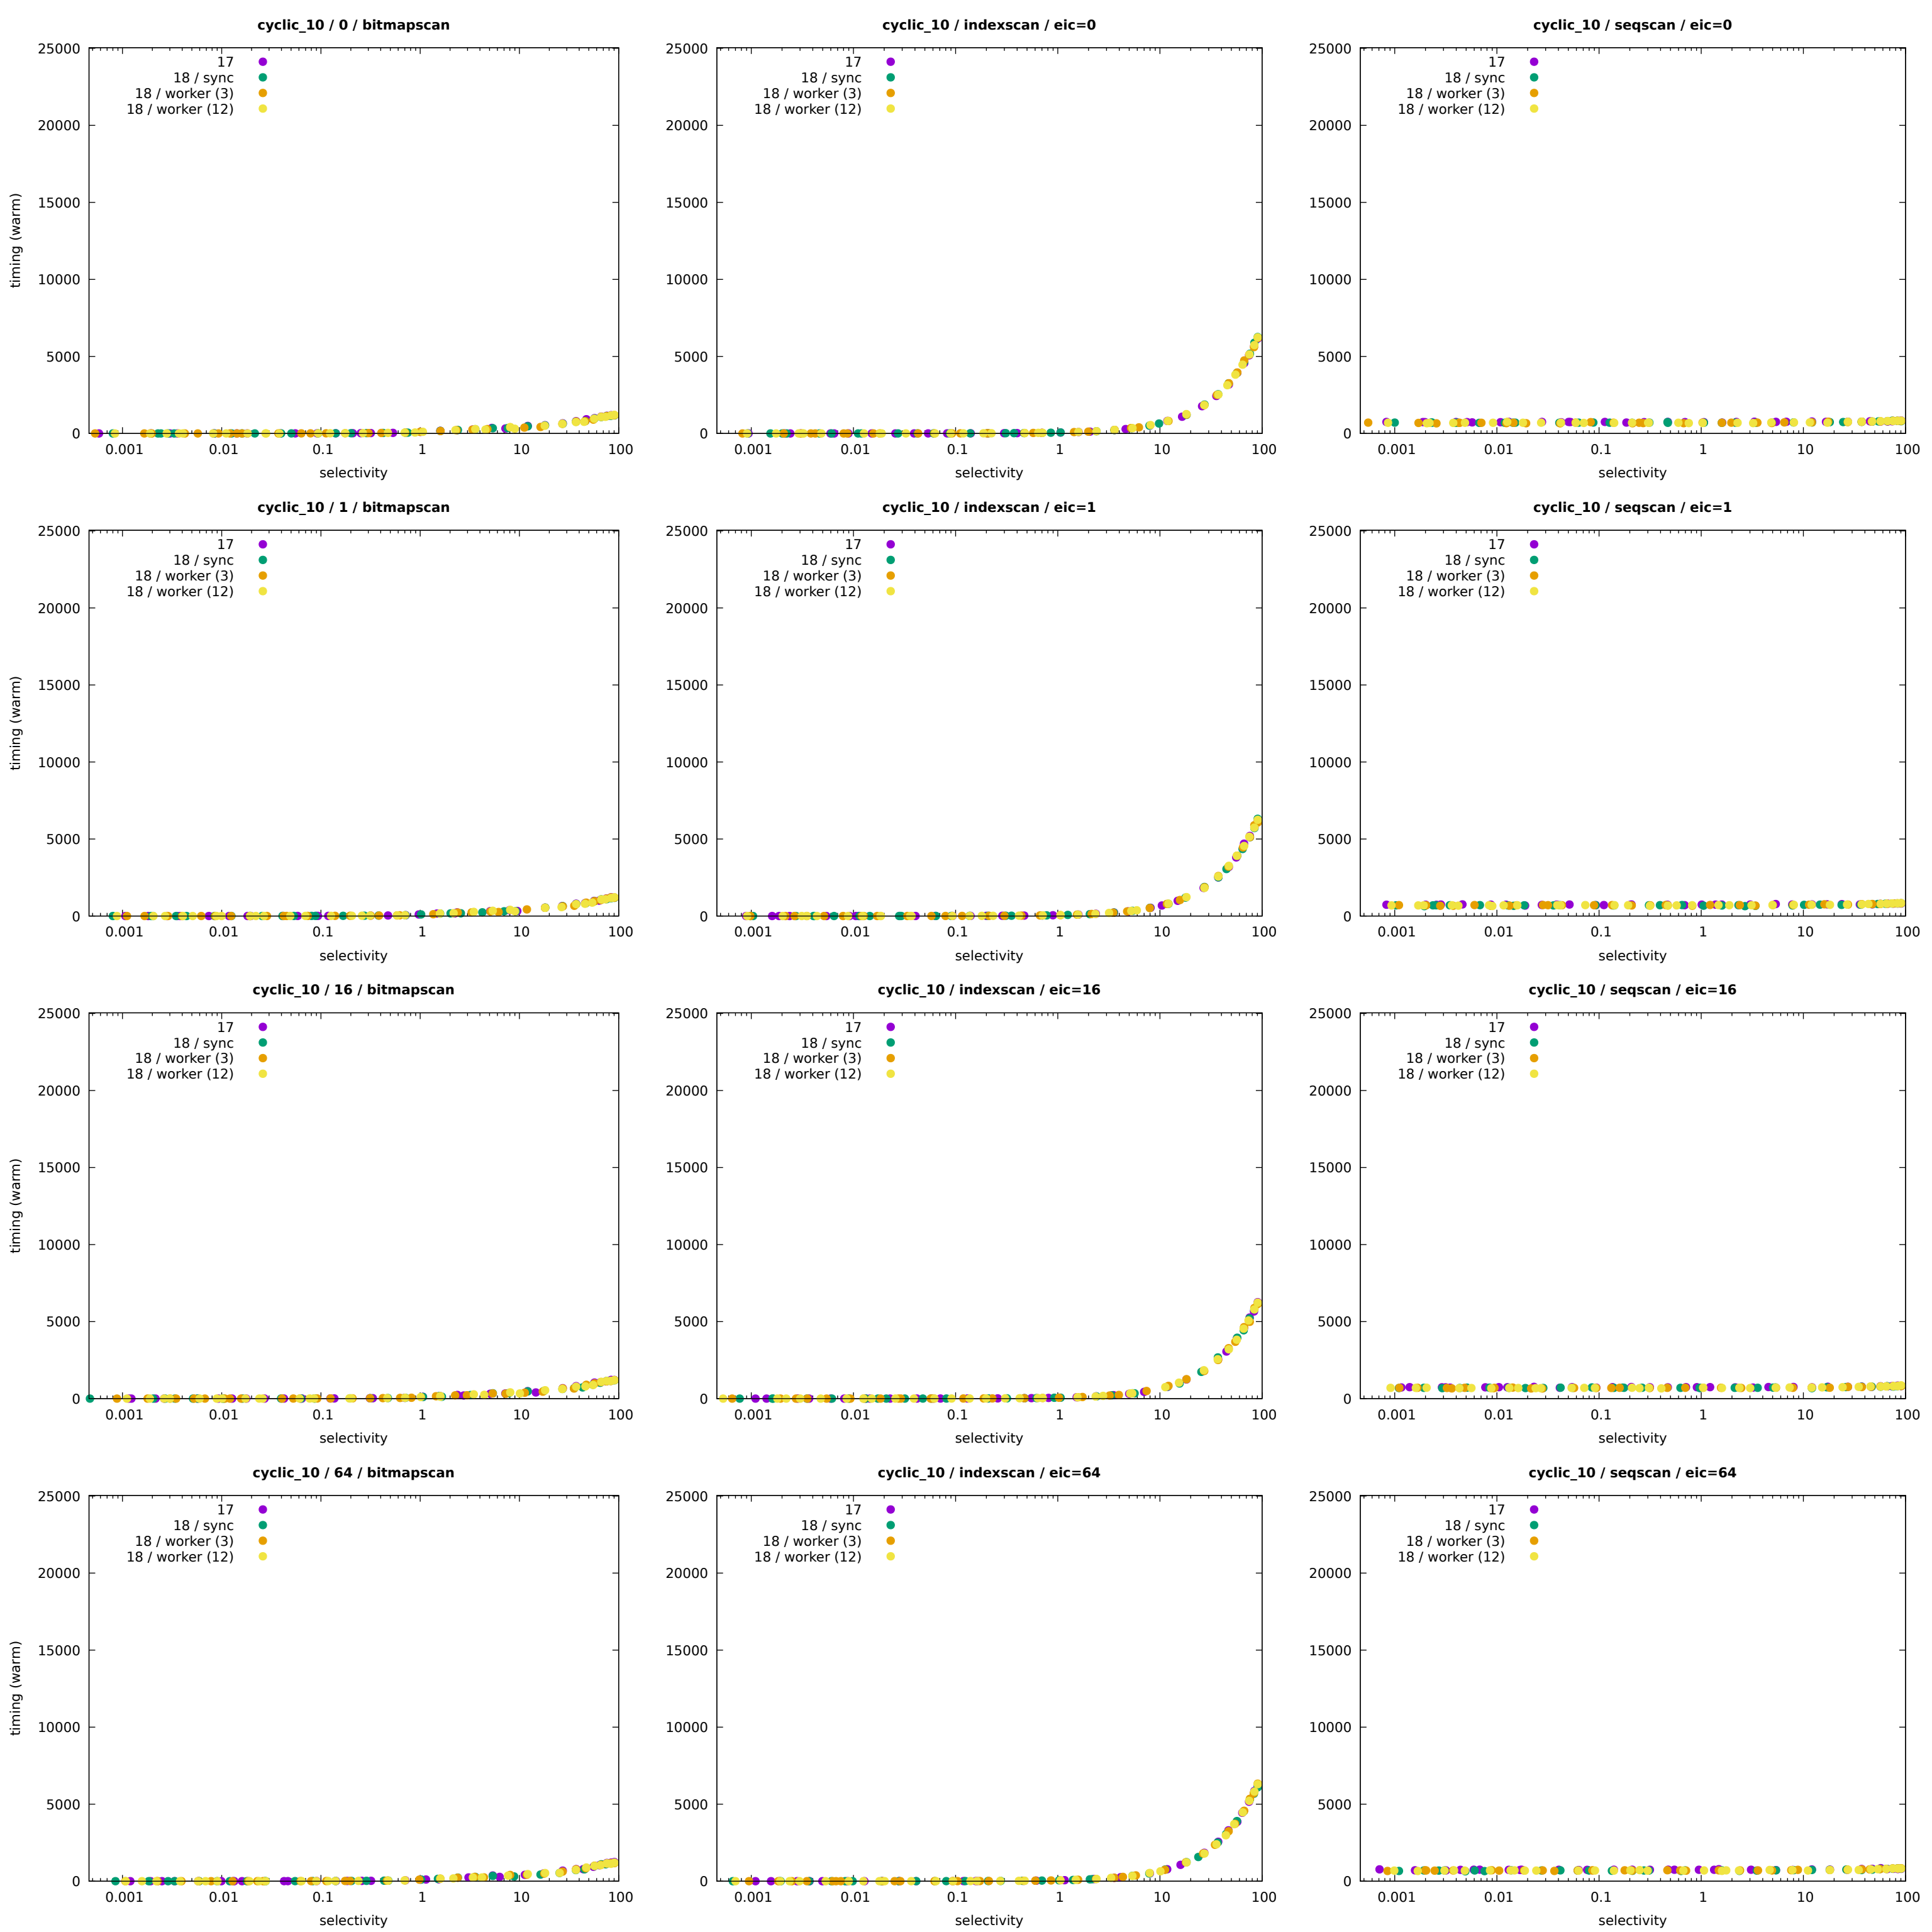 cyclic_10 / 0 / bitmapscan
25000
20000
15000
10000
5000
0
timing (warm)
17
18 / sync
18 / worker (3)
18 / worker (12)
0.001 0.01 0.1 1 10 100
selectivity
cyclic_10 / indexscan / eic=0
25000
20000
15000
10000
5000
0
17
18 / sync
18 / worker (3)
18 / worker (12)
0.001 0.01 0.1 1 10 100
selectivity
cyclic_10 / seqscan / eic=0
25000
20000
15000
10000
5000
0
17
18 / sync
18 / worker (3)
18 / worker (12)
0.001 0.01 0.1 1 10 100
selectivity
cyclic_10 / 1 / bitmapscan
25000
20000
15000
10000
5000
0
timing (warm)
17
18 / sync
18 / worker (3)
18 / worker (12)
0.001 0.01 0.1 1 10 100
selectivity
cyclic_10 / indexscan / eic=1
25000
20000
15000
10000
5000
0
17
18 / sync
18 / worker (3)
18 / worker (12)
0.001 0.01 0.1 1 10 100
selectivity
cyclic_10 / seqscan / eic=1
25000
20000
15000
10000
5000
0
17
18 / sync
18 / worker (3)
18 / worker (12)
0.001 0.01 0.1 1 10 100
selectivity
cyclic_10 / 16 / bitmapscan
25000
20000
15000
10000
5000
0
timing (warm)
17
18 / sync
18 / worker (3)
18 / worker (12)
0.001 0.01 0.1 1 10 100
selectivity
cyclic_10 / indexscan / eic=16
25000
20000
15000
10000
5000
0
17
18 / sync
18 / worker (3)
18 / worker (12)
0.001 0.01 0.1 1 10 100
selectivity
cyclic_10 / seqscan / eic=16
25000
20000
15000
10000
5000
0
17
18 / sync
18 / worker (3)
18 / worker (12)
0.001 0.01 0.1 1 10 100
selectivity
cyclic_10 / 64 / bitmapscan
25000
20000
15000
10000
5000
0
timing (warm)
17
18 / sync
18 / worker (3)
18 / worker (12)
0.001 0.01 0.1 1 10 100
selectivity
cyclic_10 / indexscan / eic=64
25000
20000
15000
10000
5000
0
17
18 / sync
18 / worker (3)
18 / worker (12)
0.001 0.01 0.1 1 10 100
selectivity
cyclic_10 / seqscan / eic=64
25000
20000
15000
10000
5000
0
17
18 / sync
18 / worker (3)
18 / worker (12)
0.001 0.01 0.1 1 10 100
selectivity